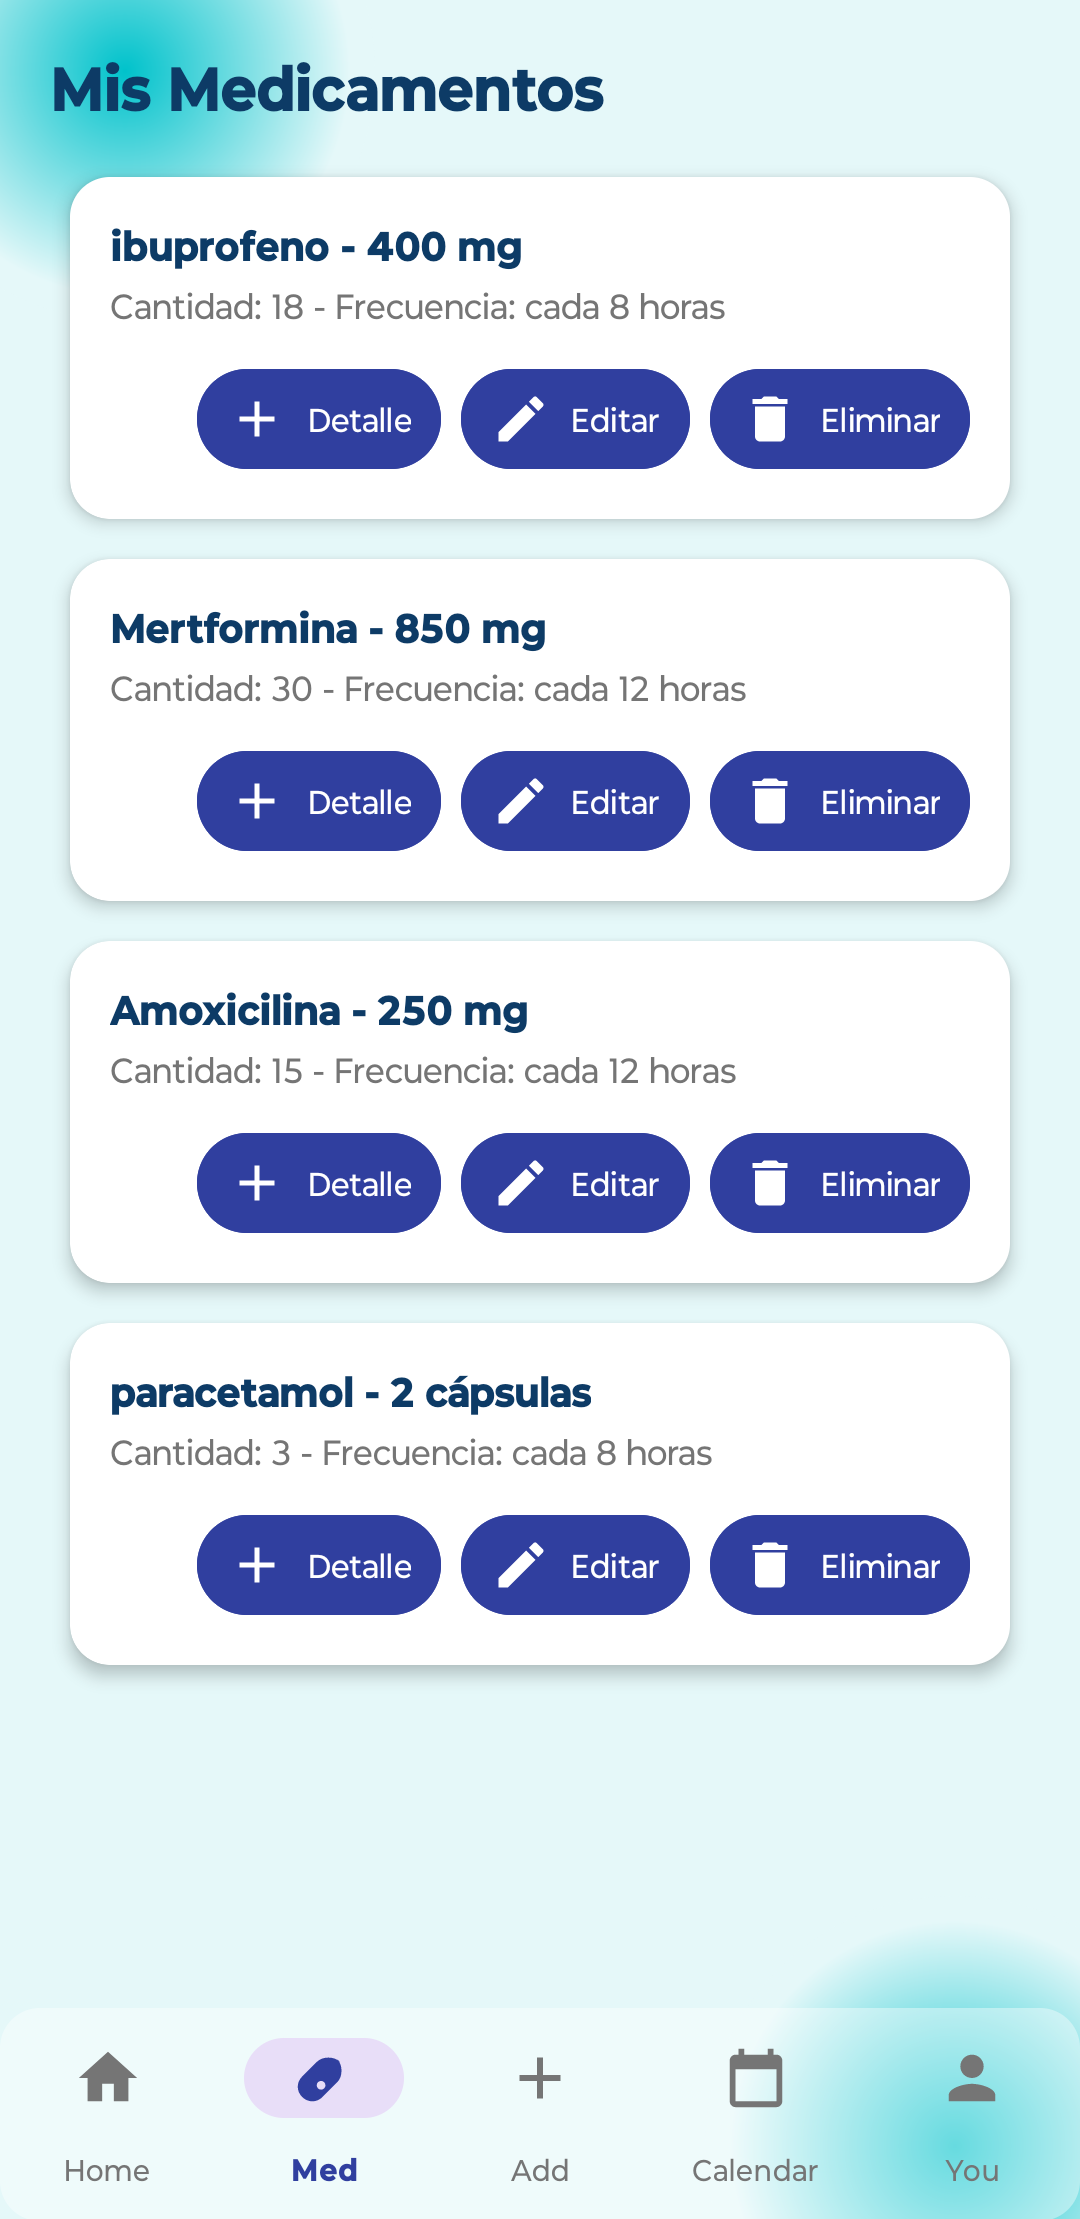 Mis Medicamentos
ibuprofeno - 400 mg
Cantidad: 18 - Frecuencia: cada 8 horas
Detalle Editar Eliminar
Mertformina - 850 mg
Cantidad: 30 - Frecuencia: cada 12 horas
Detalle Editar Eliminar
Amoxicilina - 250 mg
Cantidad: 15 - Frecuencia: cada 12 horas
Detalle Editar Eliminar
paracetamol - 2 cápsulas
Cantidad: 3 - Frecuencia: cada 8 horas
Detalle Editar Eliminar
Home Med Add Calendar You